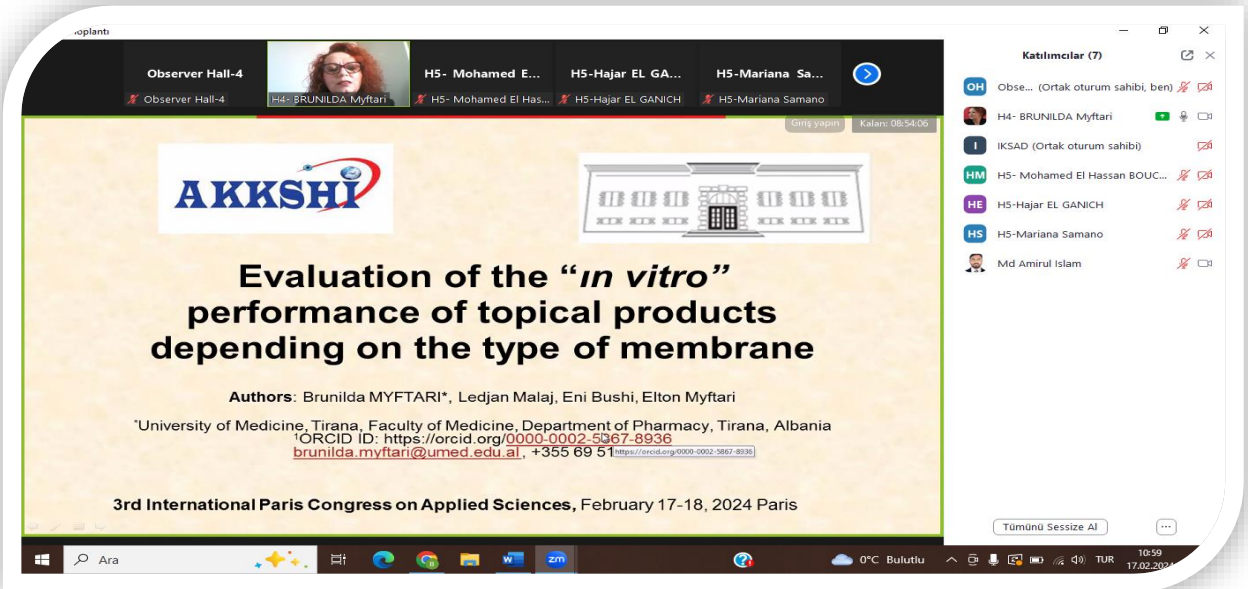 Observer Hall-4
H5- Mohamed E...
H5-Hajar EL GA...
H5-Mariana Sa...
Observer Hall-4
H4- BRUNILDA Myftari
H5- Mohamed El Has...
H5-Hajar EL GANICH
H5-Mariana Samano
Giriş yapın
Kalan: 08:54:06
AKKSHI
Evaluation of the “ın vitro”
performance of topical products
depending on the type of membrane
Authors: Brunilda MYFTARI*, Ledjan Malaj, Eni Bushi, Elton Myftari
*University of Medicine, Tirana, Faculty of Medicine, Department of Pharmacy, Tirana, Albania
¹ORCID ID: https://orcid.org/0000-0002-5867-8936
brunilda.myftari@umed.edu.al, +355 69 51
https://orcid.org/0000-0002-5867-8936
3rd International Paris Congress on Applied Sciences, February 17-18, 2024 Paris
Katılımcılar (7)
OH Obse... (Ortak oturum sahibi, ben)
H4- BRUNILDA Myftari
I IKSAD (Ortak oturum sahibi)
HM H5- Mohamed El Hassan BOUC...
HE H5-Hajar EL GANICH
HS H5-Mariana Samano
Md Amirul Islam
Tümünü Sessize Al
Ara
zm
0°C Bulutlu
TUR
10:59